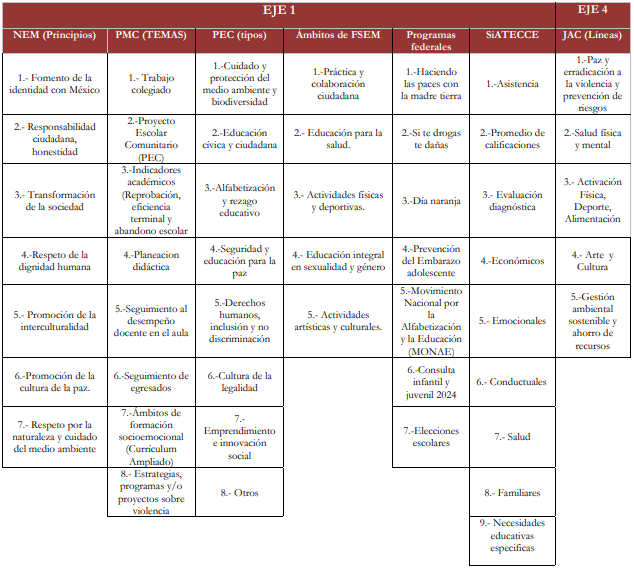 EJE 1
EJE 4
NEM (Principios)
PMC (TEMAS)
PEC (tipos)
Ámbitos de FSEM
Programas
federales
SiATECCE
JAC (Líneas)
1.- Fomento de la
identidad con México
1.- Trabajo
colegiado
1.-Cuidado y
protección del
medio ambiente y
biodiversidad
1.-Práctica y
colaboración
ciudadana
1.-Haciendo
las paces con
la madre tierra
1.-Asistencia
1.-Paz y
erradicación a
la violencia y
prevención de
riesgos
2.- Responsabilidad
ciudadana,
honestidad
2.-Proyecto
Escolar
Comunitario
(PEC)
2.-Educación
cívica y ciudadana
2.- Educación para la
salud.
2.-Si te drogas
te dañas
2.-Promedio de
calificaciones
2.-Salud física
y mental
3.- Transformación
de la sociedad
3.-Indicadores
académicos
(Reprobación,
eficiencia
terminal y
abandono escolar
3.-Alfabetización
y rezago
educativo
3.- Actividades físicas
y deportivas.
3.-Día naranja
3.- Evaluación
diagnóstica
3.- Activación
Física,
Deporte,
Alimentación
4.-Respeto de la
dignidad humana
4.-Planeacion
didáctica
4.-Seguridad y
educación para la
paz
4.- Educación integral
en sexualidad y género
4.-Prevención
del Embarazo
adolescente
4.-Económicos
4.- Arte y
Cultura
5.- Promoción de la
interculturalidad
5.-Seguimiento al
desempeño
docente en el aula
5.-Derechos
humanos,
inclusión y no
discriminación
5.- Actividades
artísticas y culturales.
5.-Movimiento
Nacional por
la
Alfabetización
y la Educación
(MONAE)
5.- Emocionales
5.-Gestión
ambiental
sostenible y
ahorro de
recursos
6.-Promoción de la
cultura de la paz.
6.-Seguimiento de
egresados
6.-Cultura de la
legalidad
6.-Consulta
infantil y
juvenil 2024
6.- Conductuales
7.- Respeto por la
naturaleza y cuidado
del medio ambiente
7.-Ámbitos de
formación
socioemocional
(Currículum
Ampliado)
7.-
Emprendimiento
e innovación
social
7.-Elecciones
escolares
7.- Salud
8.- Estrategias,
programas y/o
proyectos sobre
violencia
8.- Otros
8.- Familiares
9.- Necesidades
educativas
especificas